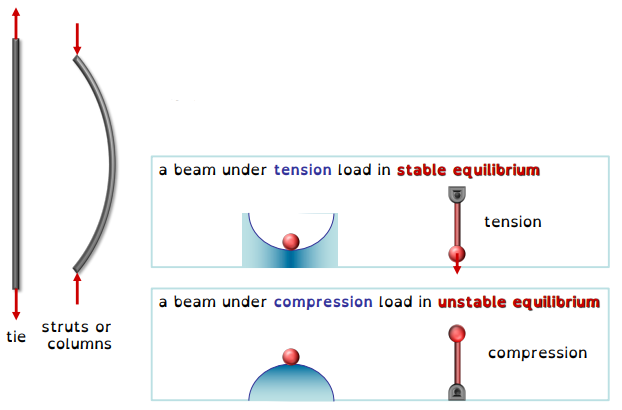 a beam under tension load in stable equilibrium
tension
a beam under compression load in unstable equilibrium
compression
tie
struts or
columns